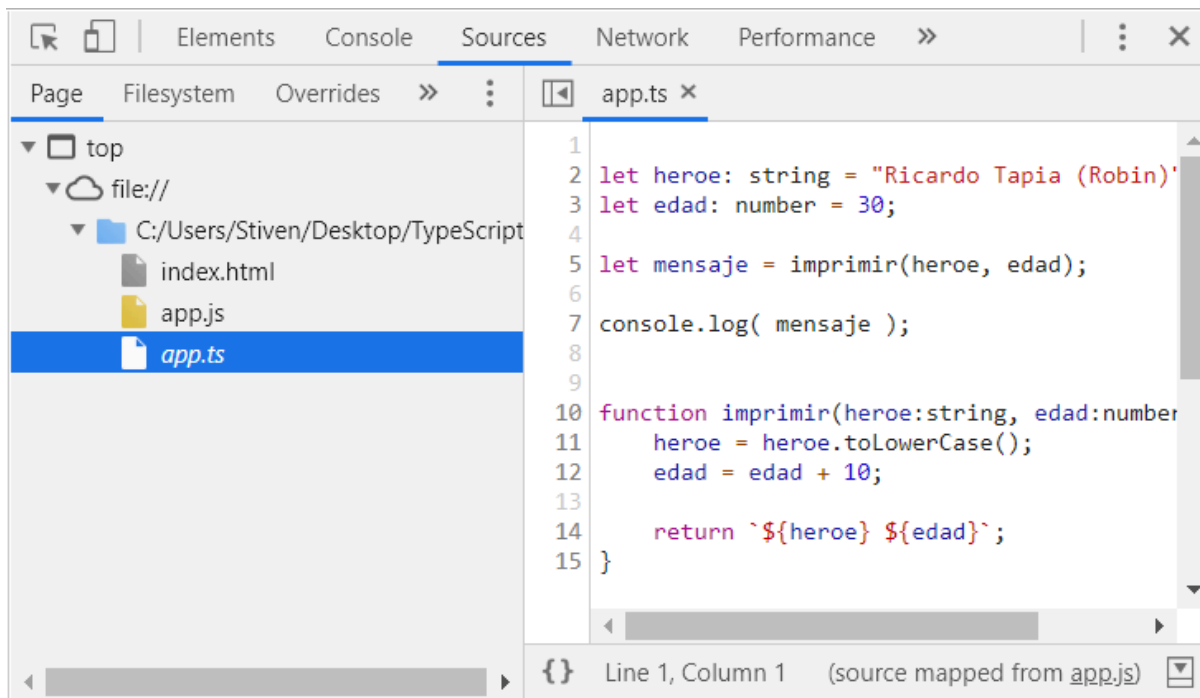 Elements Console Sources Network Performance »
Page Filesystem Overrides » app.ts ×
top
file://
C:/Users/Stiven/Desktop/TypeScript
index.html
app.js
app.ts
1
2 let heroe: string = "Ricardo Tapia (Robin)"
3 let edad: number = 30;
4
5 let mensaje = imprimir(heroe, edad);
6
7 console.log( mensaje );
8
9
10 function imprimir(heroe:string, edad:number
11 heroe = heroe.toLowerCase();
12 edad = edad + 10;
13
14 return `${heroe} ${edad}`;
15 }
{} Line 1, Column 1 (source mapped from app.js)